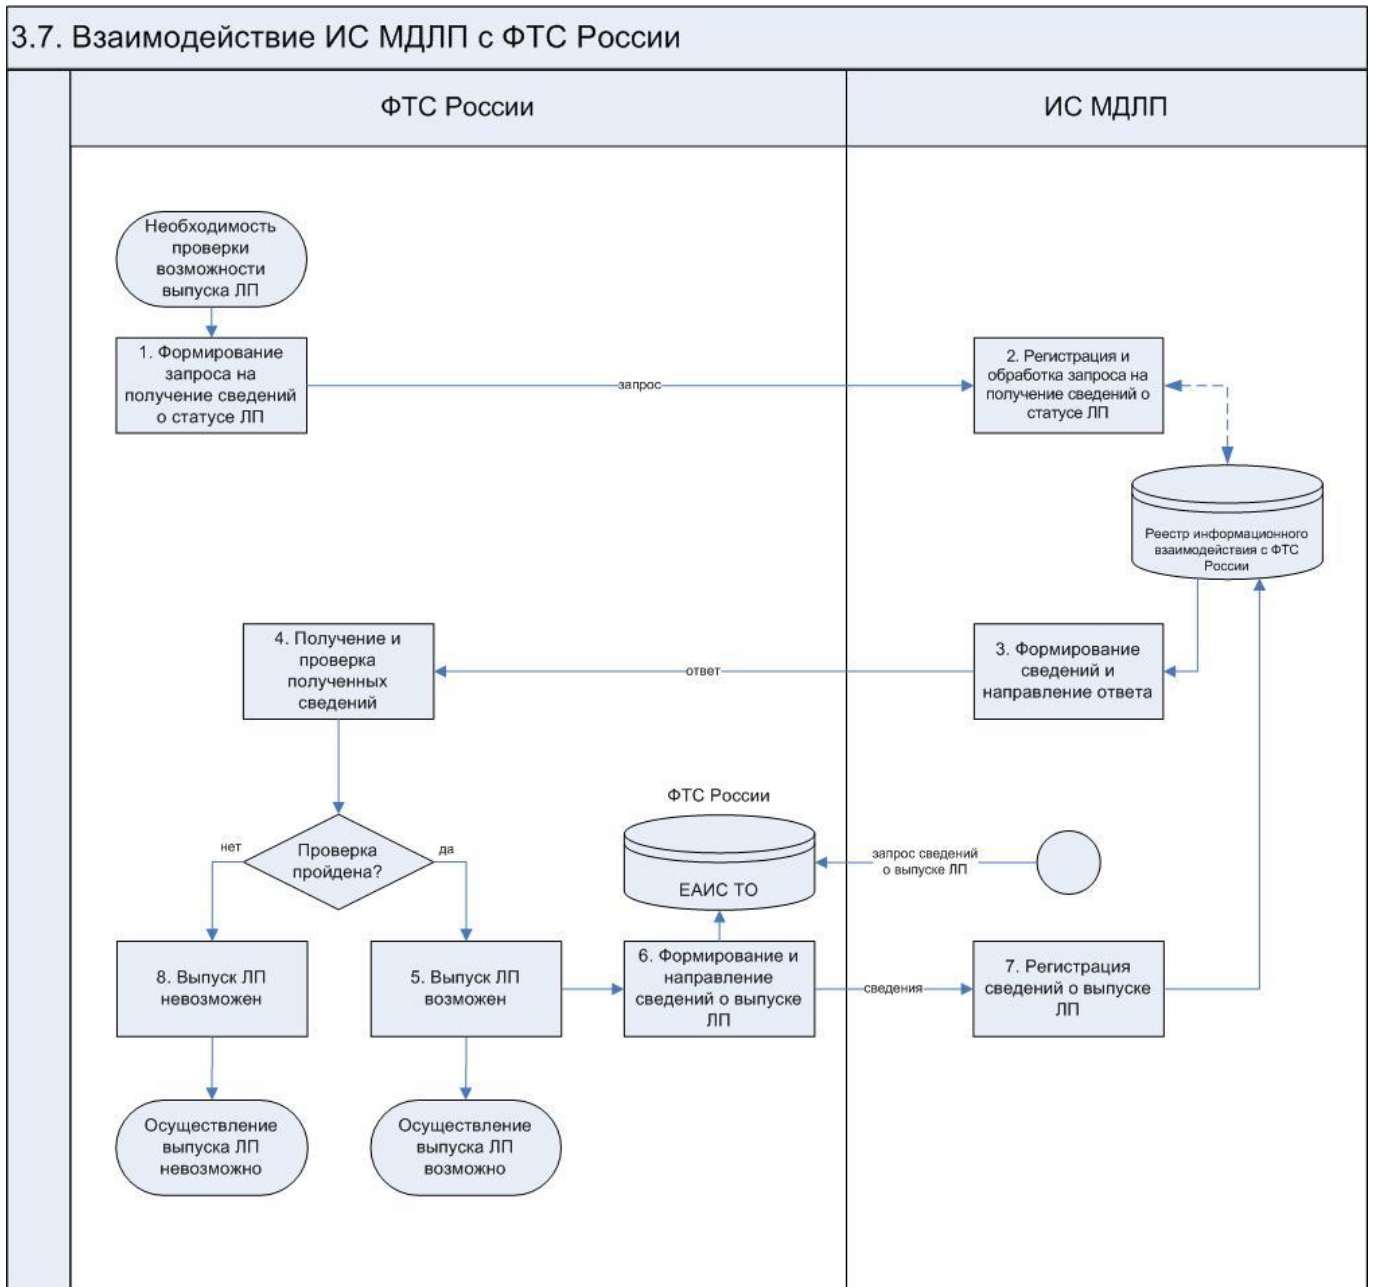 3.7. Взаимодействие ИС МДЛП с ФТС России
ФТС России
ИС МДЛП
Необходимость
проверки
возможности
выпуска ЛП
1. Формирование
запроса на
получение сведений
о статусе ЛП
запрос
2. Регистрация и
обработка запроса на
получение сведений о
статусе ЛП
Реестр информационного
взаимодействия с ФТС
России
4. Получение и
проверка
полученных
сведений
ответ
3. Формирование
сведений и
направление ответа
ФТС России
ЕАИС ТО
запрос сведений
о выпуске ЛП
нет
Проверка
пройдена?
да
8. Выпуск ЛП
невозможен
5. Выпуск ЛП
возможен
6. Формирование и
направление
сведений о выпуске
ЛП
сведения
7. Регистрация
сведений о выпуске
ЛП
Осуществление
выпуска ЛП
невозможно
Осуществление
выпуска ЛП
возможно